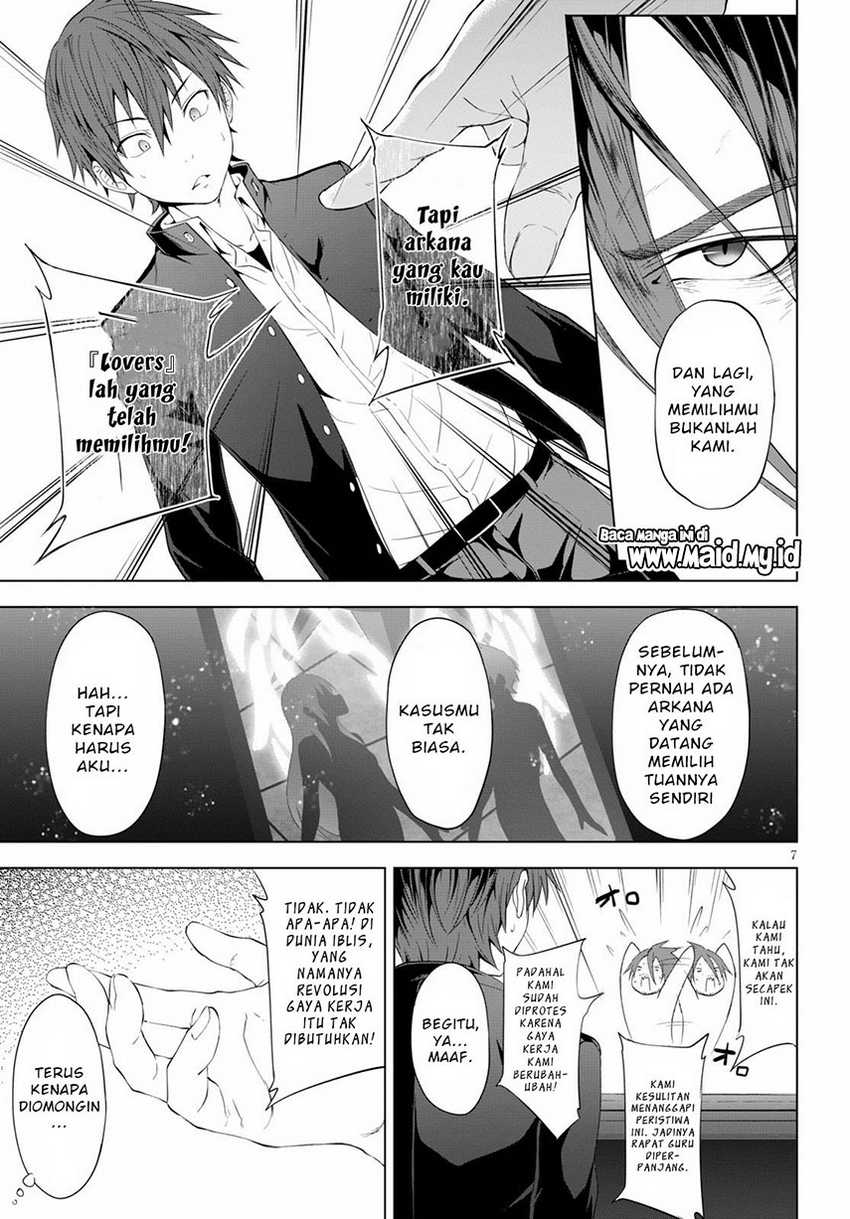 DAN LAGI,
YANG
MEMILIHMU
BUKANLAH
KAMI.
Tapi
arkana
yang kau
miliki.
『Lovers』
lah yang
telah
memilihmu!
Baca Manga ini di
www.Maid.My.id
SEBELUM-
NYA, TIDAK
PERNAH ADA
ARKANA
YANG
DATANG
MEMILIH
TUANNYA
SENDIRI
KASUSMU
TAK
BIASA.
HAH...
TAPI
KENAPA
HARUS
AKU...
7
KALAU
KAMI
TAHU,
KAMI TAK
AKAN
SECAPEK
INI.
オロ
オロ
KAMI
KESULITAN
MENANGGAPI
PERISTIWA
INI. JADINYA
RAPAT GURU
DIPER-
PANJANG.
PADAHAL
KAMI
SUDAH
DIPROTES
KARENA
GAYA
KERJA
KAMI
BERUBAH-
UBAH!
BEGITU,
YA...
MAAF.
TIDAK. TIDAK
APA-APA! DI
DUNIA IBLIS,
YANG
NAMANYA
REVOLUSI
GAYA KERJA
ITU TAK
DIBUTUHKAN!
TERUS
KENAPA
DIOMONGIN
...